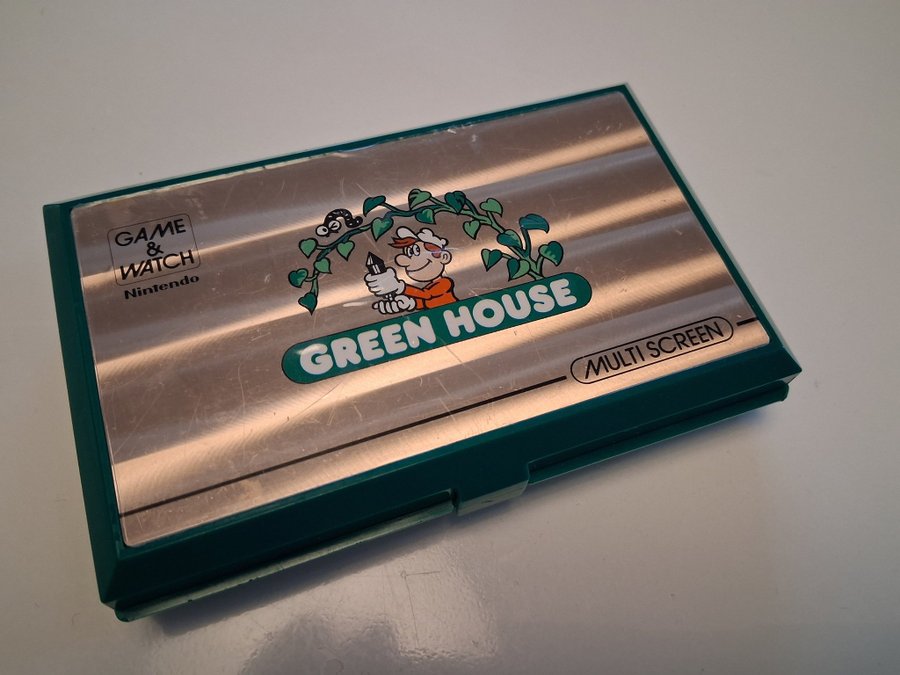 GAME
&
WATCH
Nintendo
GREEN HOUSE
MULTI SCREEN